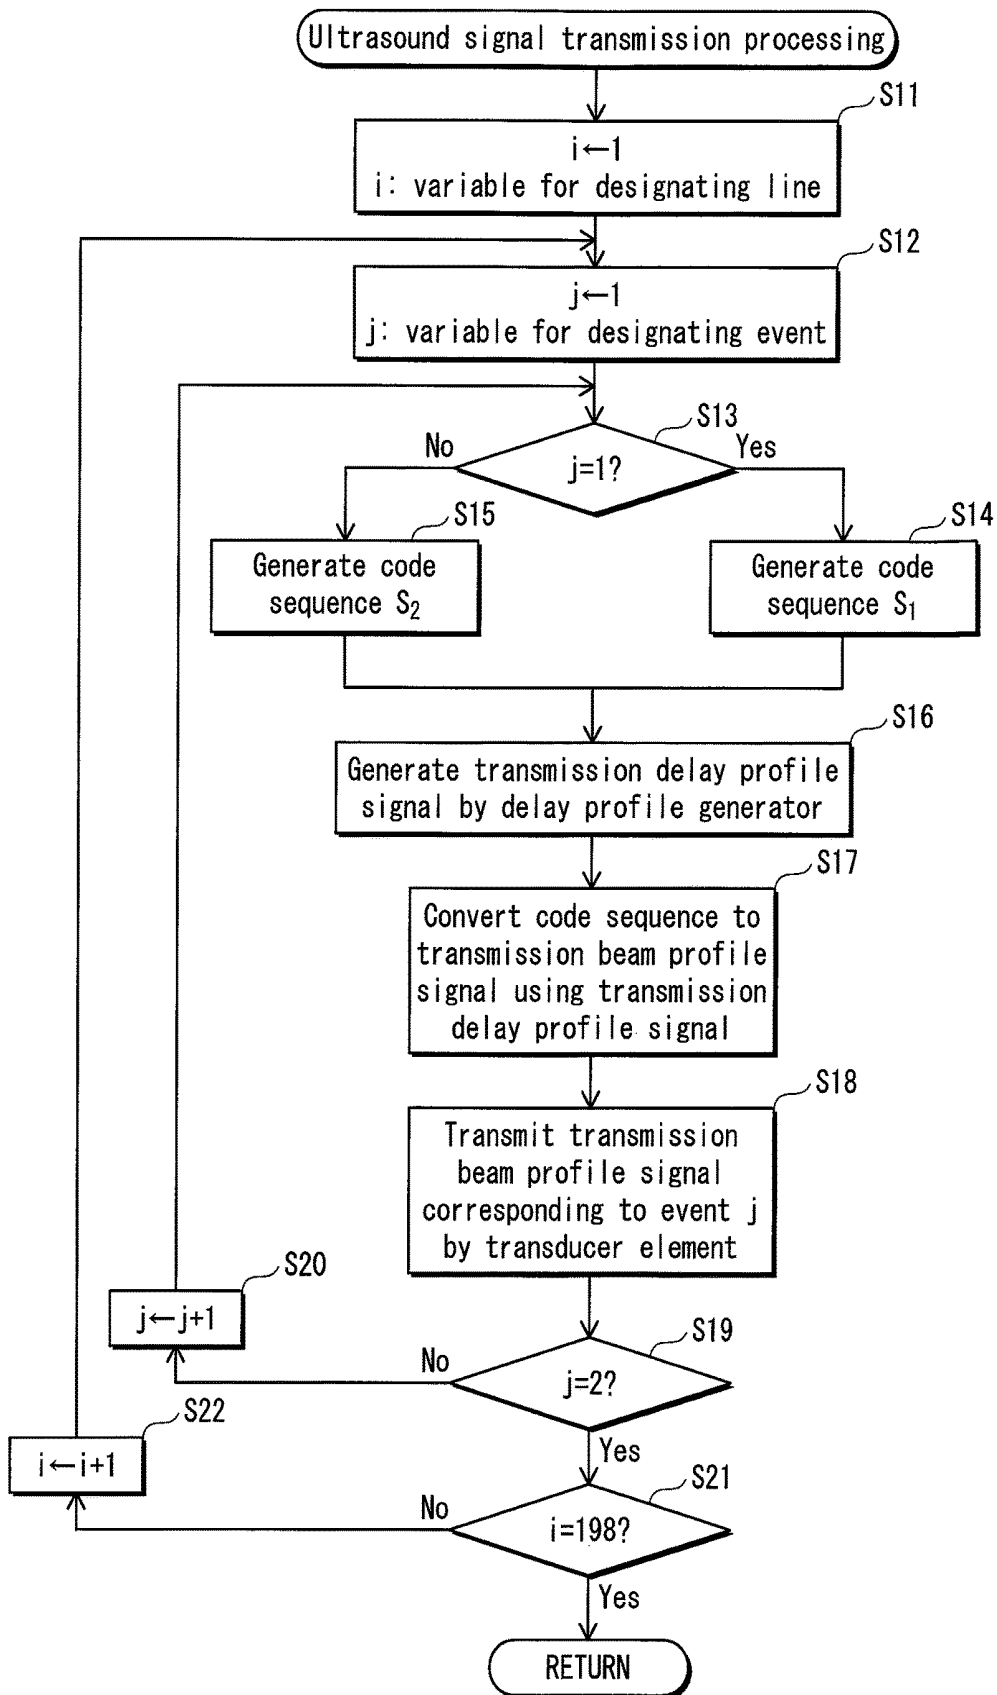 Ultrasound signal transmission processing
S11
i←1
i: variable for designating line
S12
j←1
j: variable for designating event
S13
No
Yes
j=1?
S15
S14
Generate code
sequence S₂
Generate code
sequence S₁
S16
Generate transmission delay profile
signal by delay profile generator
S17
Convert code sequence to
transmission beam profile
signal using transmission
delay profile signal
S18
Transmit transmission
beam profile signal
corresponding to event j
by transducer element
S20
j←j+1
S19
No
j=2?
Yes
S22
i←i+1
S21
No
i=198?
Yes
RETURN